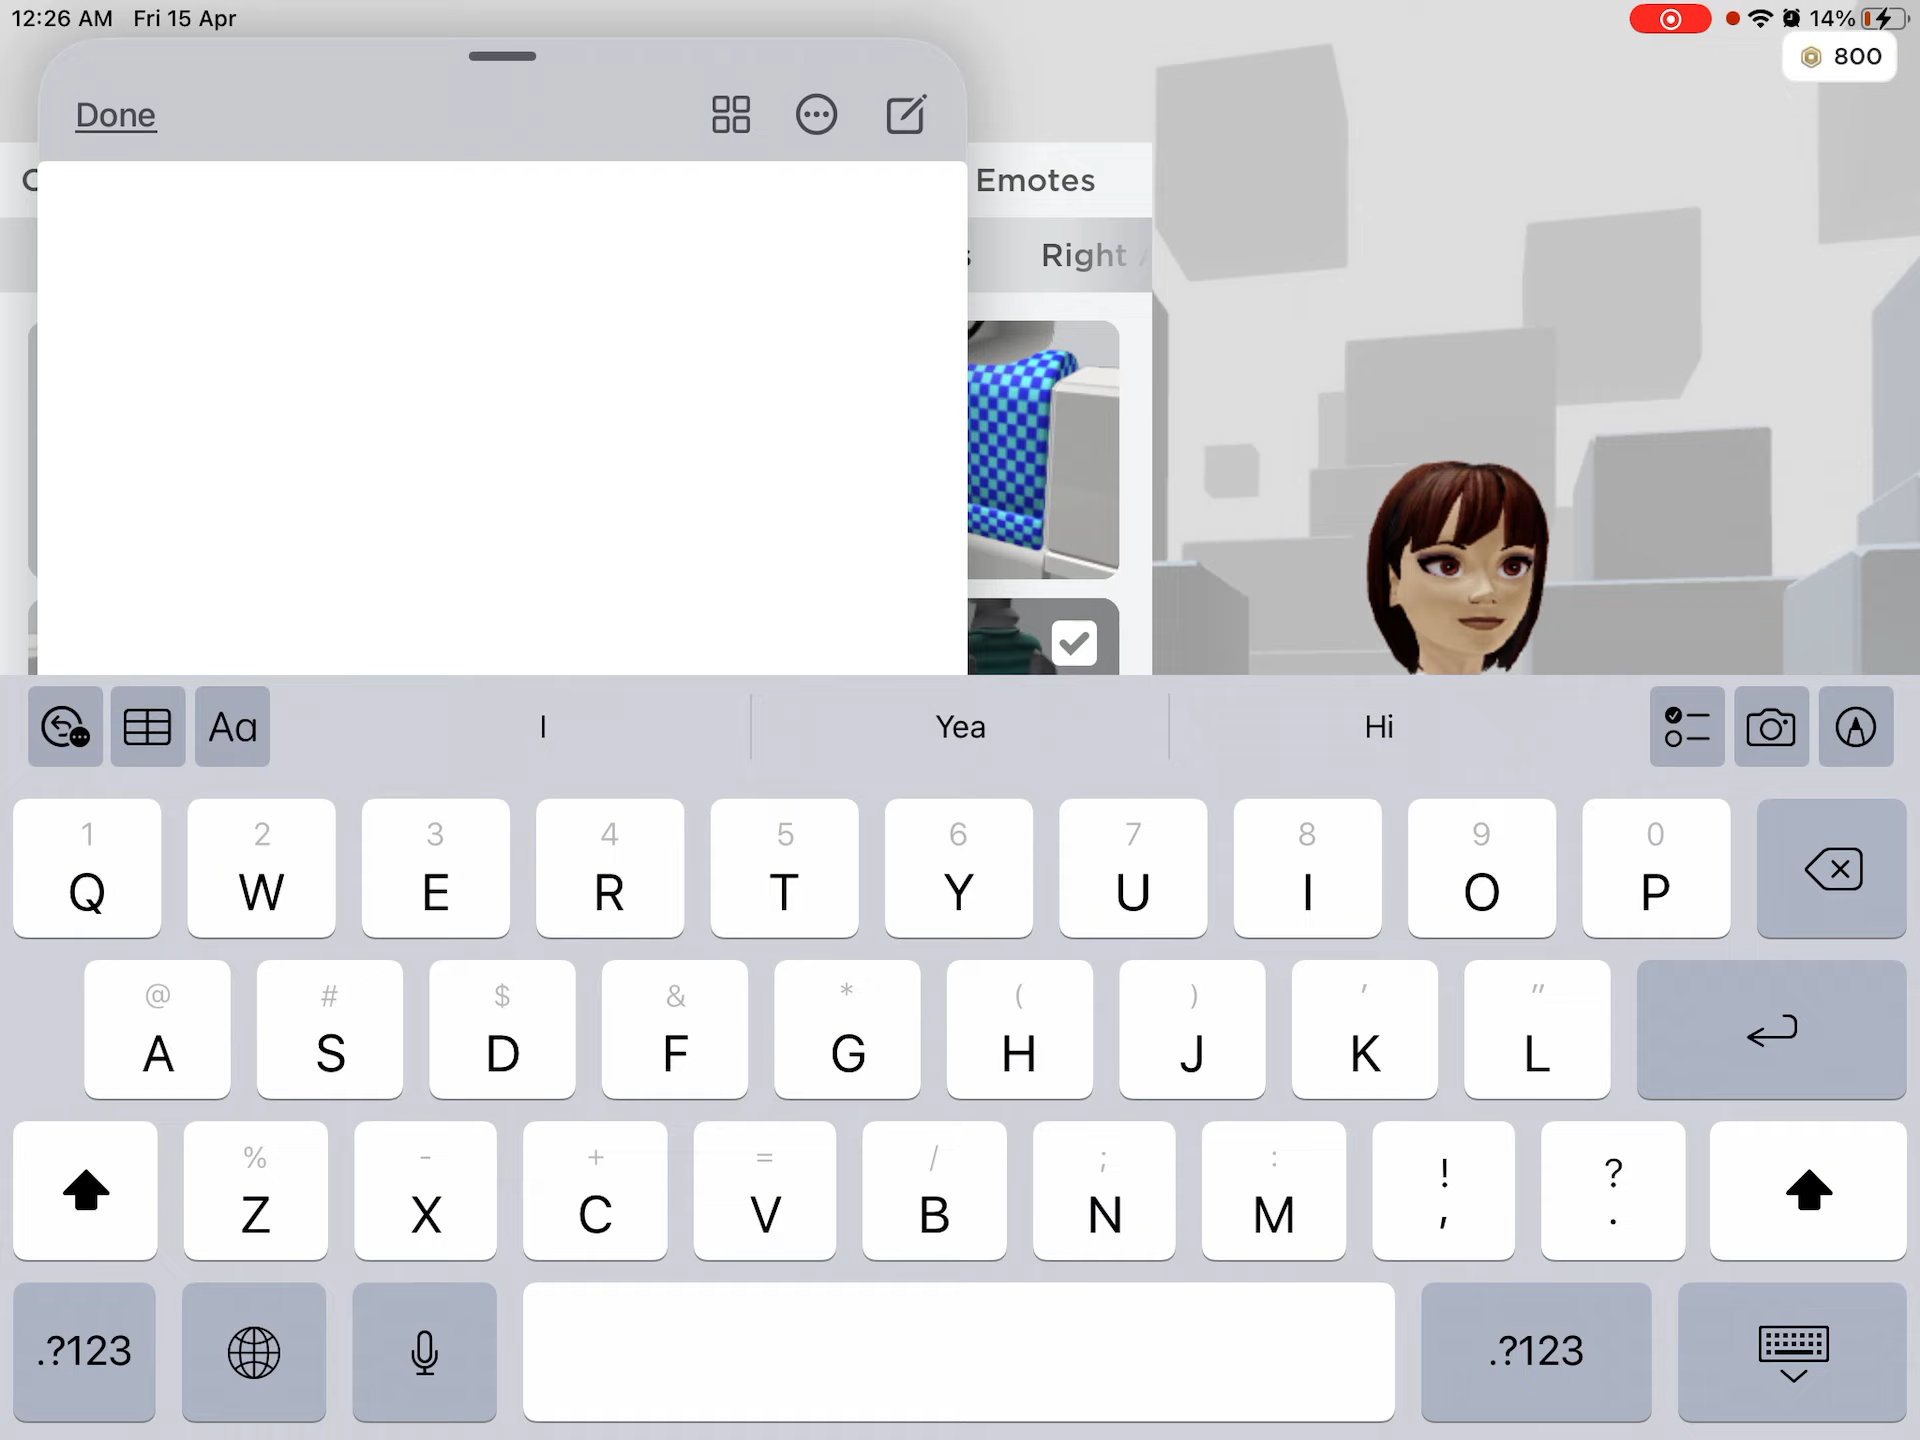 12:26 AM Fri 15 Apr 14%
800
Done
Emotes
Right
Aa I Yea Hi
1 2 3 4 5 6 7 8 9 0
Q W E R T Y U I O P
@ # $ & * ( ) ' "
A S D F G H J K L
% - + = / ; : ! ?
Z X C V B N M , .
.?123 .?123